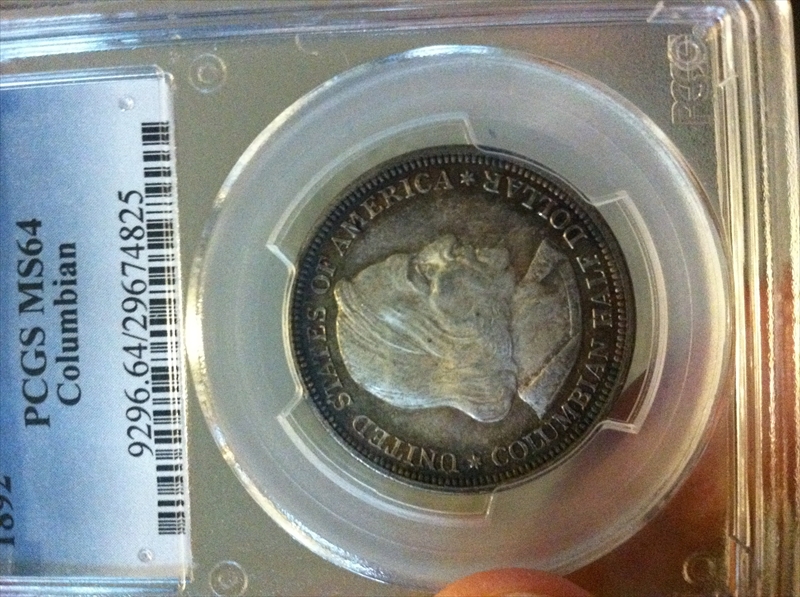 1892
PCGS MS64
Columbian
9296.64/29674825
UNITED STATES OF AMERICA
COLUMBIAN HALF DOLLAR
PCGS